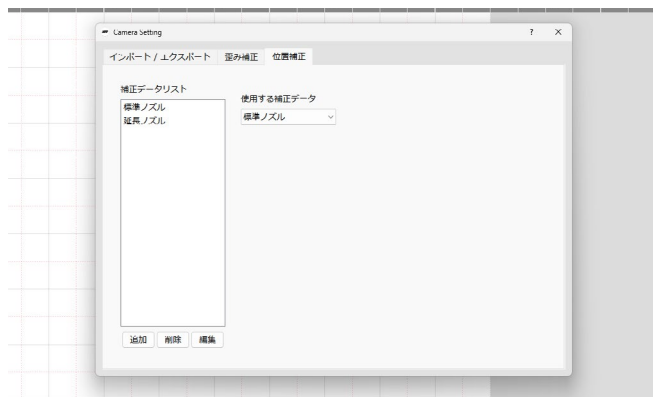 Camera Setting
? ×
インポート / エクスポート 歪み補正 位置補正
補正データリスト
標準ノズル
延長ノズル
使用する補正データ
標準ノズル
追加 削除 編集